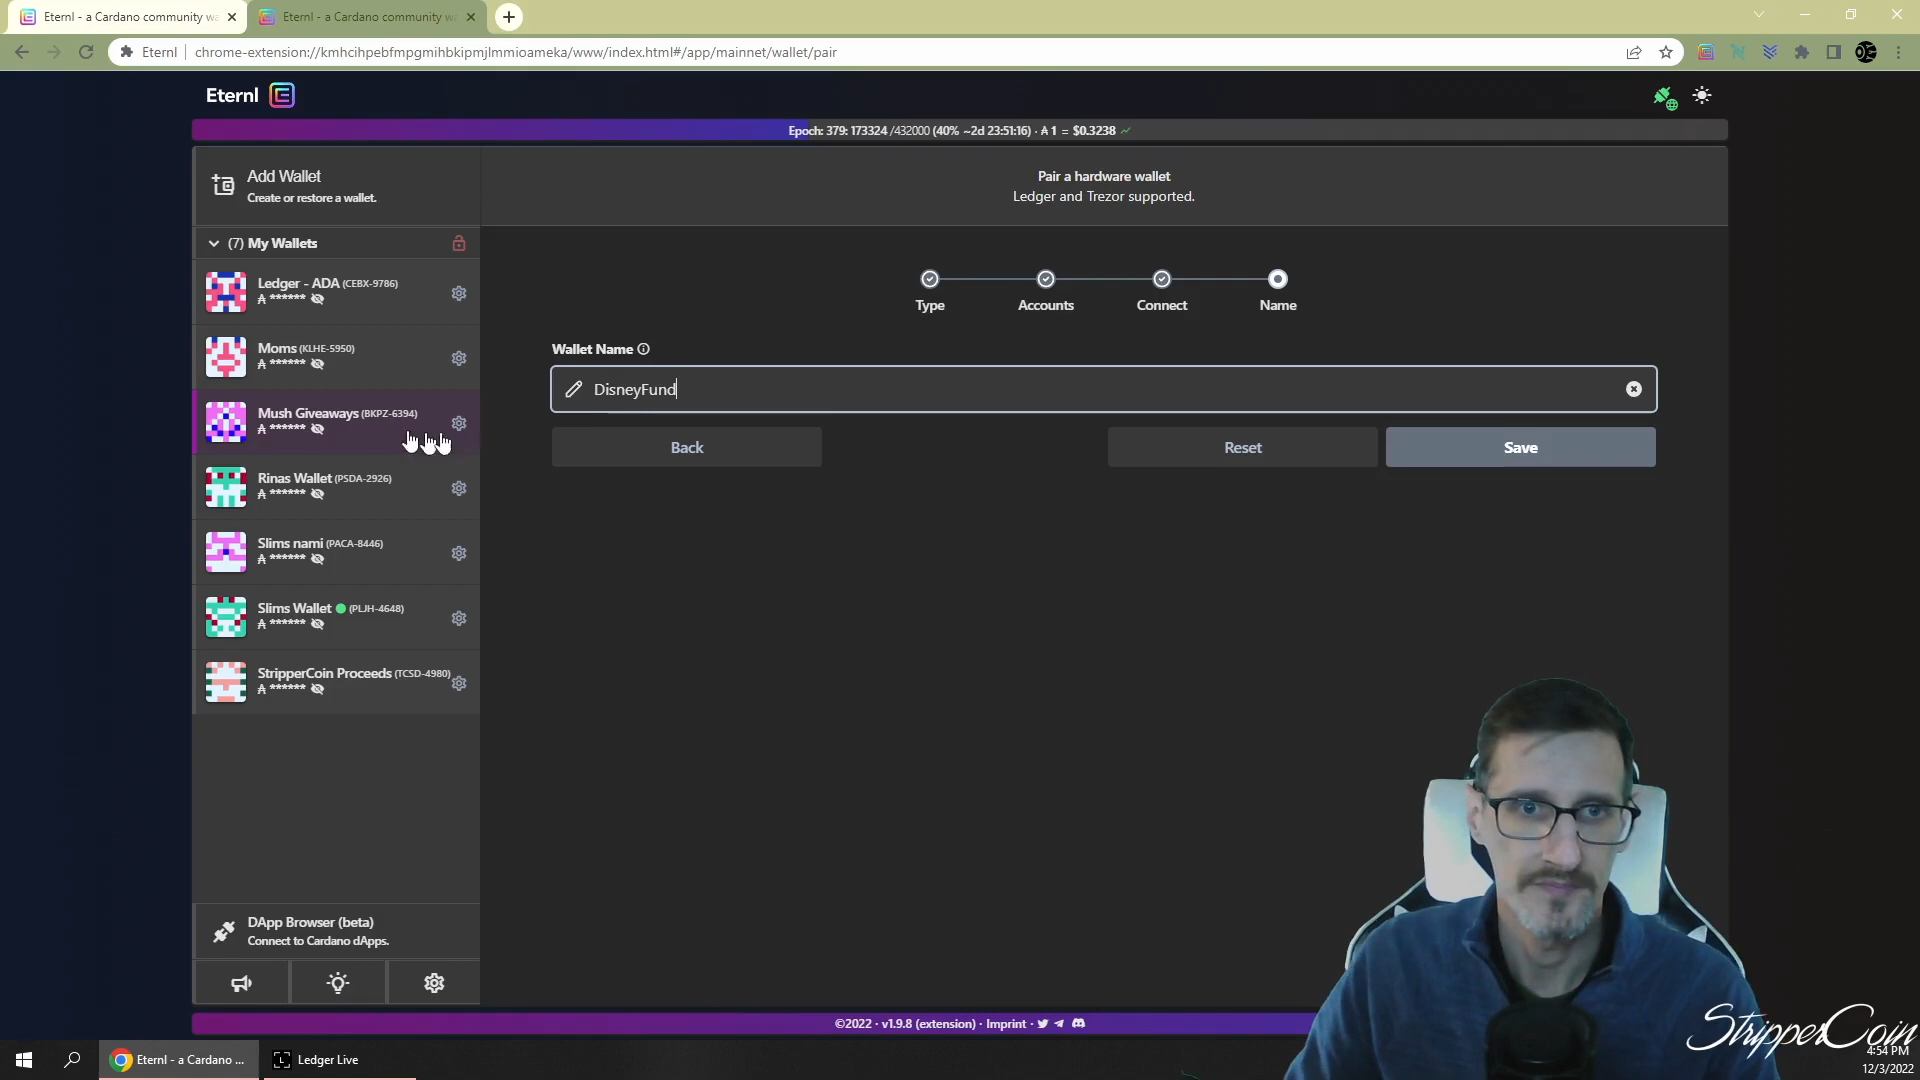 Eternl - a Cardano community wa
Eternl - a Cardano community wa
Eternl
chrome-extension://kmhcihpebfmpgmihbkipmjlmmioameka/www/index.html#/app/mainnet/wallet/pair
Eternl
Epoch: 379: 173324 /432000 (40% ~2d 23:51:16) · ₳ 1 = $0.3238
Add Wallet
Create or restore a wallet.
Pair a hardware wallet
Ledger and Trezor supported.
(7) My Wallets
Ledger - ADA (CEBX-9786)
₳ ******
Moms (KLHE-5950)
₳ ******
Mush Giveaways (BKPZ-6394)
₳ ******
Rinas Wallet (PSDA-2926)
₳ ******
Slims nami (PACA-8446)
₳ ******
Slims Wallet (PLJH-4648)
₳ ******
StripperCoin Proceeds (TCSD-4980)
₳ ******
Type
Accounts
Connect
Name
Wallet Name
DisneyFund
Back
Reset
Save
DApp Browser (beta)
Connect to Cardano dApps.
©2022 · v1.9.8 (extension) · Imprint ·
StripperCoin
Eternl - a Cardano ...
Ledger Live
4:54 PM
12/3/2022